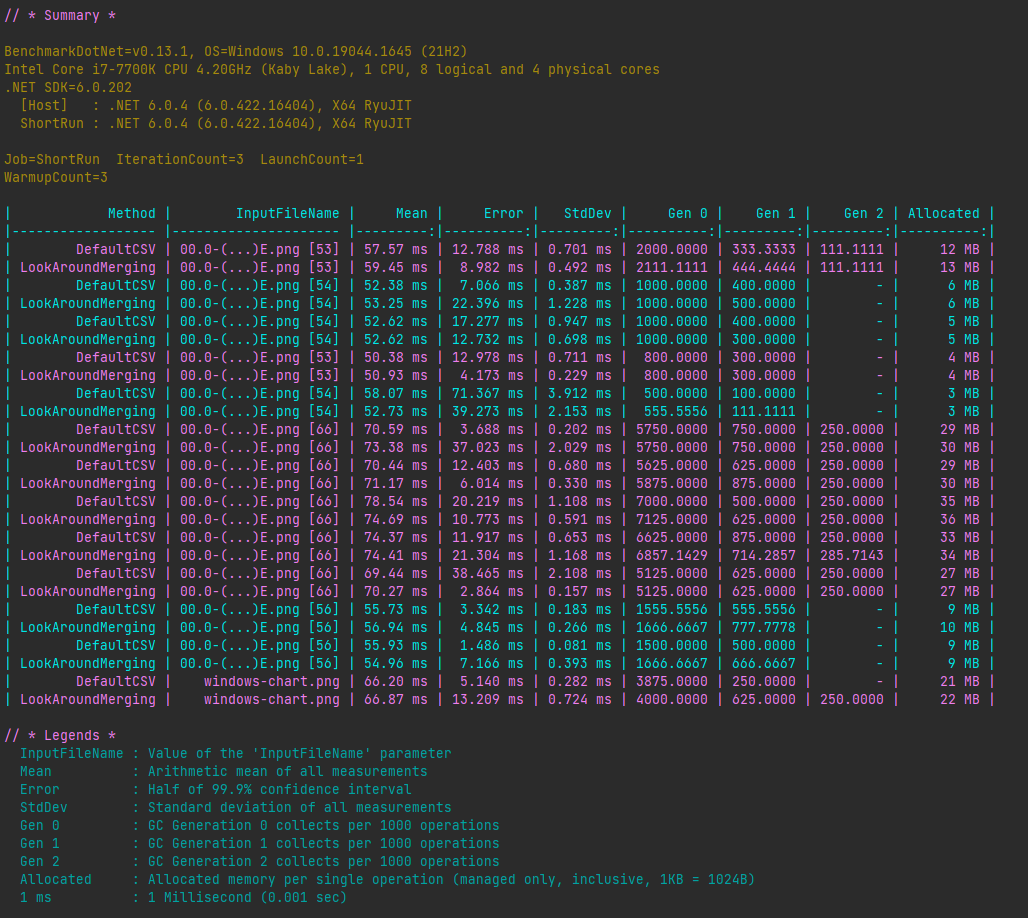 // * Summary *
BenchmarkDotNet=v0.13.1, OS=Windows 10.0.19044.1645 (21H2)
Intel Core i7-7700K CPU 4.20GHz (Kaby Lake), 1 CPU, 8 logical and 4 physical cores
.NET SDK=6.0.202
  [Host]   : .NET 6.0.4 (6.0.422.16404), X64 RyuJIT
  ShortRun : .NET 6.0.4 (6.0.422.16404), X64 RyuJIT
Job=ShortRun  IterationCount=3  LaunchCount=1
WarmupCount=3
|            Method |        InputFileName |     Mean |     Error |   StdDev |     Gen 0 |    Gen 1 |    Gen 2 | Allocated |
|------------------ |--------------------- |---------:|----------:|---------:|----------:|---------:|---------:|----------:|
|        DefaultCSV | 00.0-(...)E.png [53] | 57.57 ms | 12.788 ms | 0.701 ms | 2000.0000 | 333.3333 | 111.1111 |     12 MB |
| LookAroundMerging | 00.0-(...)E.png [53] | 59.45 ms |  8.982 ms | 0.492 ms | 2111.1111 | 444.4444 | 111.1111 |     13 MB |
|        DefaultCSV | 00.0-(...)E.png [54] | 52.38 ms |  7.066 ms | 0.387 ms | 1000.0000 | 400.0000 |        - |      6 MB |
| LookAroundMerging | 00.0-(...)E.png [54] | 53.25 ms | 22.396 ms | 1.228 ms | 1000.0000 | 500.0000 |        - |      6 MB |
|        DefaultCSV | 00.0-(...)E.png [54] | 52.62 ms | 17.277 ms | 0.947 ms | 1000.0000 | 400.0000 |        - |      5 MB |
| LookAroundMerging | 00.0-(...)E.png [54] | 52.62 ms | 12.732 ms | 0.698 ms | 1000.0000 | 300.0000 |        - |      5 MB |
|        DefaultCSV | 00.0-(...)E.png [53] | 50.38 ms | 12.978 ms | 0.711 ms |  800.0000 | 300.0000 |        - |      4 MB |
| LookAroundMerging | 00.0-(...)E.png [53] | 50.93 ms |  4.173 ms | 0.229 ms |  800.0000 | 300.0000 |        - |      4 MB |
|        DefaultCSV | 00.0-(...)E.png [54] | 58.07 ms | 71.367 ms | 3.912 ms |  500.0000 | 100.0000 |        - |      3 MB |
| LookAroundMerging | 00.0-(...)E.png [54] | 52.73 ms | 39.273 ms | 2.153 ms |  555.5556 | 111.1111 |        - |      3 MB |
|        DefaultCSV | 00.0-(...)E.png [66] | 70.59 ms |  3.688 ms | 0.202 ms | 5750.0000 | 750.0000 | 250.0000 |     29 MB |
| LookAroundMerging | 00.0-(...)E.png [66] | 73.38 ms | 37.023 ms | 2.029 ms | 5750.0000 | 750.0000 | 250.0000 |     30 MB |
|        DefaultCSV | 00.0-(...)E.png [66] | 70.44 ms | 12.403 ms | 0.680 ms | 5625.0000 | 625.0000 | 250.0000 |     29 MB |
| LookAroundMerging | 00.0-(...)E.png [66] | 71.17 ms |  6.014 ms | 0.330 ms | 5875.0000 | 875.0000 | 250.0000 |     30 MB |
|        DefaultCSV | 00.0-(...)E.png [66] | 78.54 ms | 20.219 ms | 1.108 ms | 7000.0000 | 500.0000 | 250.0000 |     35 MB |
| LookAroundMerging | 00.0-(...)E.png [66] | 74.69 ms | 10.773 ms | 0.591 ms | 7125.0000 | 625.0000 | 250.0000 |     36 MB |
|        DefaultCSV | 00.0-(...)E.png [66] | 74.37 ms | 11.917 ms | 0.653 ms | 6625.0000 | 875.0000 | 250.0000 |     33 MB |
| LookAroundMerging | 00.0-(...)E.png [66] | 74.41 ms | 21.304 ms | 1.168 ms | 6857.1429 | 714.2857 | 285.7143 |     34 MB |
|        DefaultCSV | 00.0-(...)E.png [66] | 69.44 ms | 38.465 ms | 2.108 ms | 5125.0000 | 625.0000 | 250.0000 |     27 MB |
| LookAroundMerging | 00.0-(...)E.png [66] | 70.27 ms |  2.864 ms | 0.157 ms | 5125.0000 | 625.0000 | 250.0000 |     27 MB |
|        DefaultCSV | 00.0-(...)E.png [56] | 55.73 ms |  3.342 ms | 0.183 ms | 1555.5556 | 555.5556 |        - |      9 MB |
| LookAroundMerging | 00.0-(...)E.png [56] | 56.94 ms |  4.845 ms | 0.266 ms | 1666.6667 | 777.7778 |        - |     10 MB |
|        DefaultCSV | 00.0-(...)E.png [56] | 55.93 ms |  1.486 ms | 0.081 ms | 1500.0000 | 500.0000 |        - |      9 MB |
| LookAroundMerging | 00.0-(...)E.png [56] | 54.96 ms |  7.166 ms | 0.393 ms | 1666.6667 | 666.6667 |        - |      9 MB |
|        DefaultCSV |    windows-chart.png | 66.20 ms |  5.140 ms | 0.282 ms | 3875.0000 | 250.0000 |        - |     21 MB |
| LookAroundMerging |    windows-chart.png | 66.87 ms | 13.209 ms | 0.724 ms | 4000.0000 | 625.0000 | 250.0000 |     22 MB |
// * Legends *
  InputFileName : Value of the 'InputFileName' parameter
  Mean          : Arithmetic mean of all measurements
  Error         : Half of 99.9% confidence interval
  StdDev        : Standard deviation of all measurements
  Gen 0         : GC Generation 0 collects per 1000 operations
  Gen 1         : GC Generation 1 collects per 1000 operations
  Gen 2         : GC Generation 2 collects per 1000 operations
  Allocated     : Allocated memory per single operation (managed only, inclusive, 1KB = 1024B)
  1 ms          : 1 Millisecond (0.001 sec)